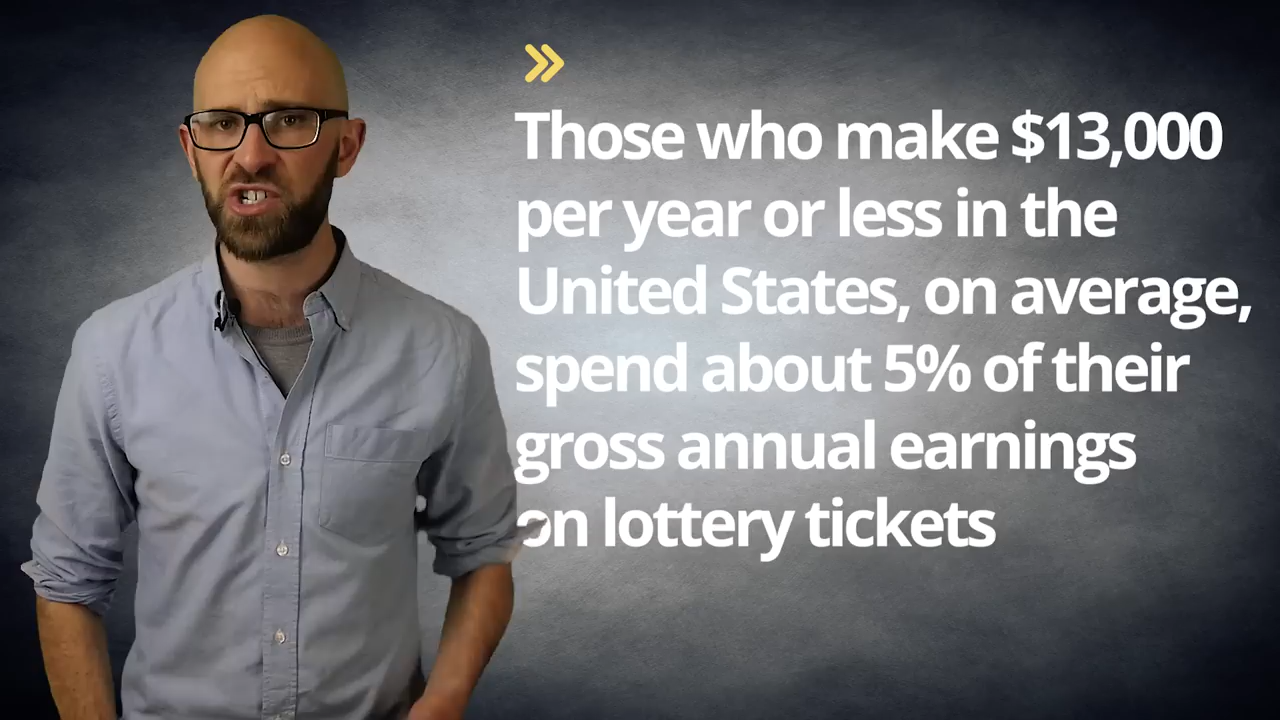 Those who make $13,000
per year or less in the
United States, on average,
spend about 5% of their
gross annual earnings
on lottery tickets